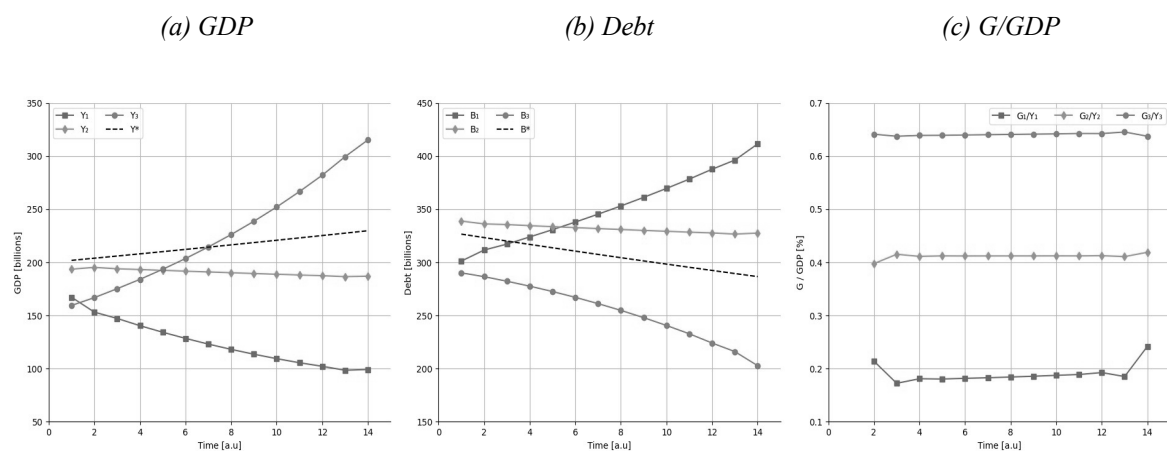 (a) GDP
(b) Debt
(c) G/GDP
350
300
250
200
150
100
50
GDP [billions]
Y₁
Y₂
Y₃
Y*
0
2
4
6
8
10
12
14
Time [a.u]
450
400
350
300
250
200
150
Debt [billions]
B₁
B₂
B₃
B*
0
2
4
6
8
10
12
14
Time [a.u]
0.7
0.6
0.5
0.4
0.3
0.2
0.1
G / GDP [%]
G₁/Y₁
G₂/Y₂
G₃/Y₃
0
2
4
6
8
10
12
14
Time [a.u]